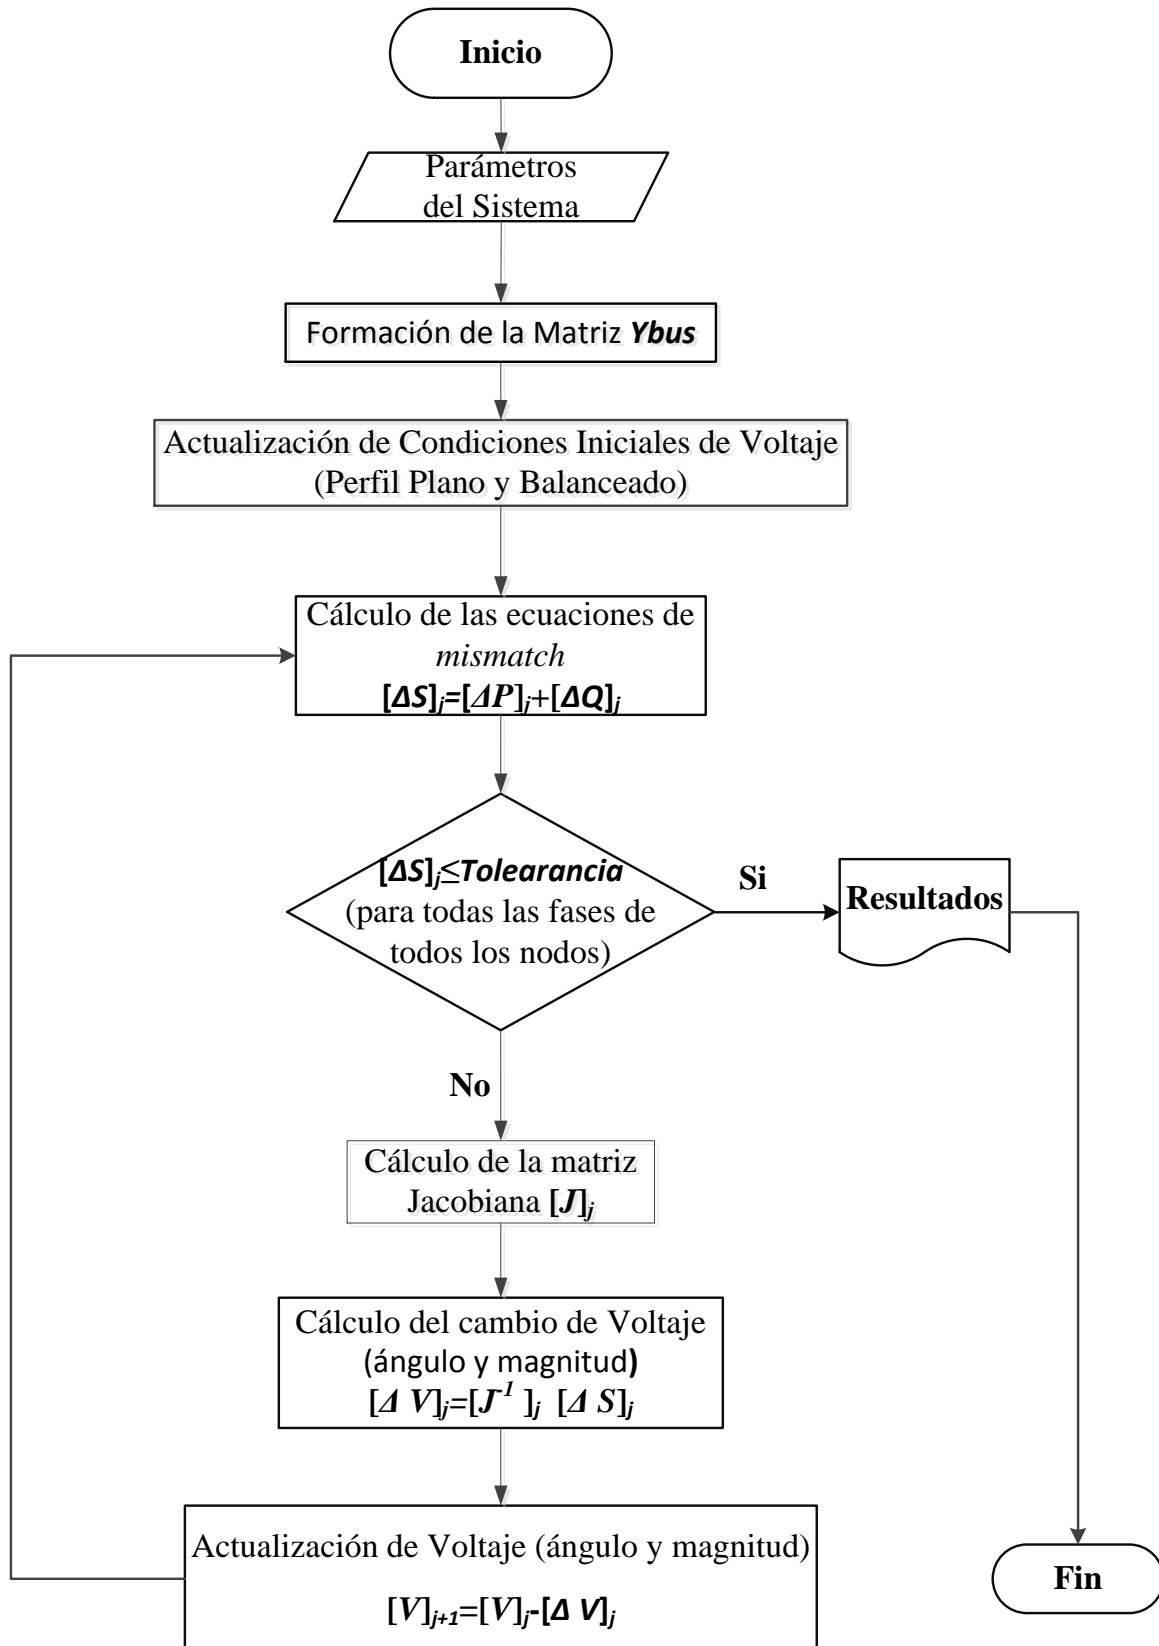 Inicio
Parámetros
del Sistema
Formación de la Matriz Ybus
Actualización de Condiciones Iniciales de Voltaje
(Perfil Plano y Balanceado)
Cálculo de las ecuaciones de
mismatch
[ΔS]j=[ΔP]j+[ΔQ]j
[ΔS]j≤Tolearancia
(para todas las fases de
todos los nodos)
Si
Resultados
No
Cálculo de la matriz
Jacobiana [J]j
Cálculo del cambio de Voltaje
(ángulo y magnitud)
[Δ V]j=[J-1 ]j [Δ S]j
Actualización de Voltaje (ángulo y magnitud)
[V]j+1=[V]j-[Δ V]j
Fin